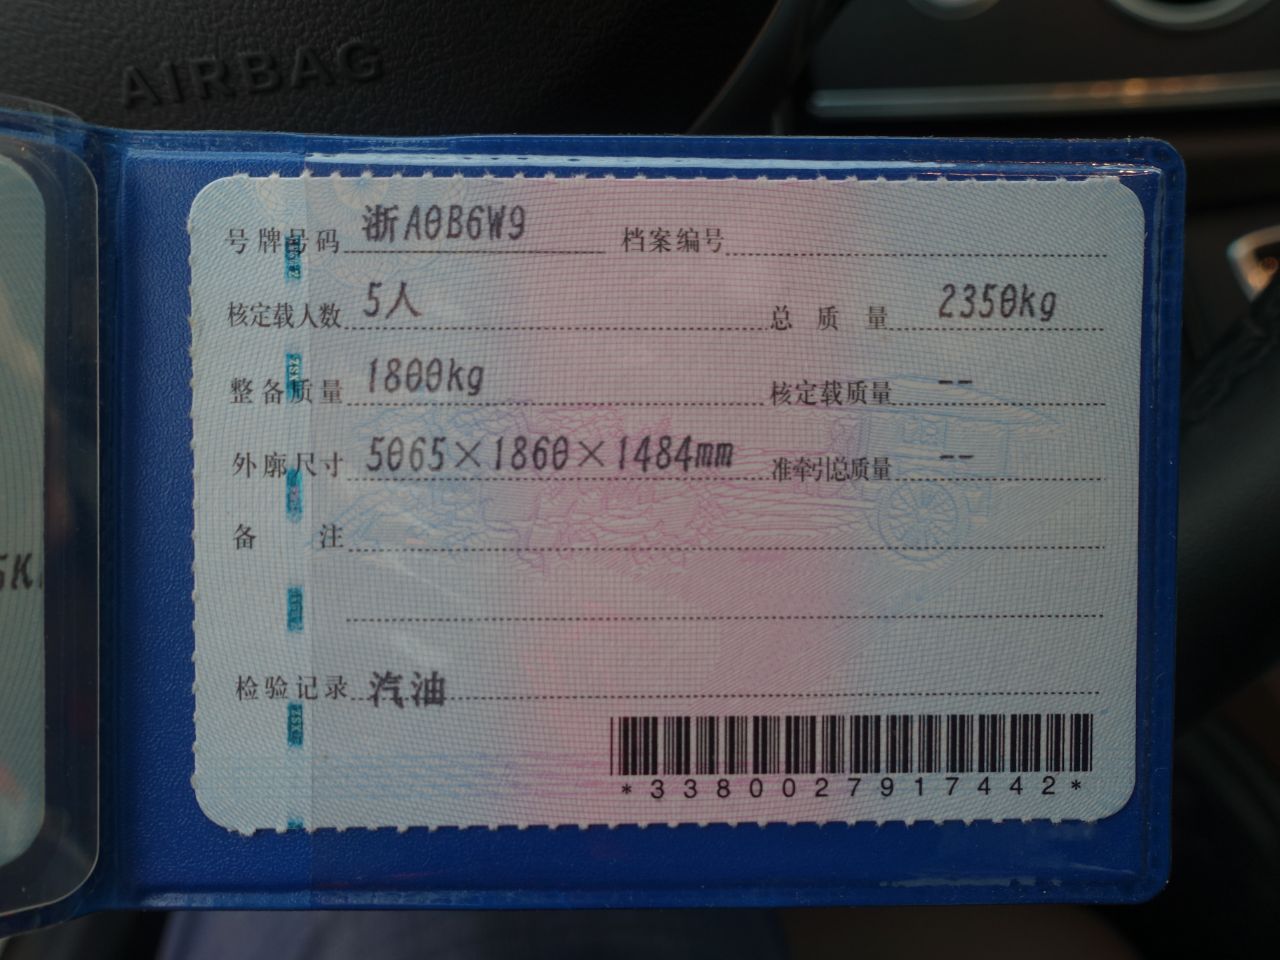 AIRBAG
号牌号码 浙A0B6W9 档案编号
核定载人数 5人 总质量 2350kg
整备质量 1800kg 核定载质量 --
外廓尺寸 5065×1860×1484mm 准牵引总质量 --
备注
检验记录 汽油
*3380027917442*